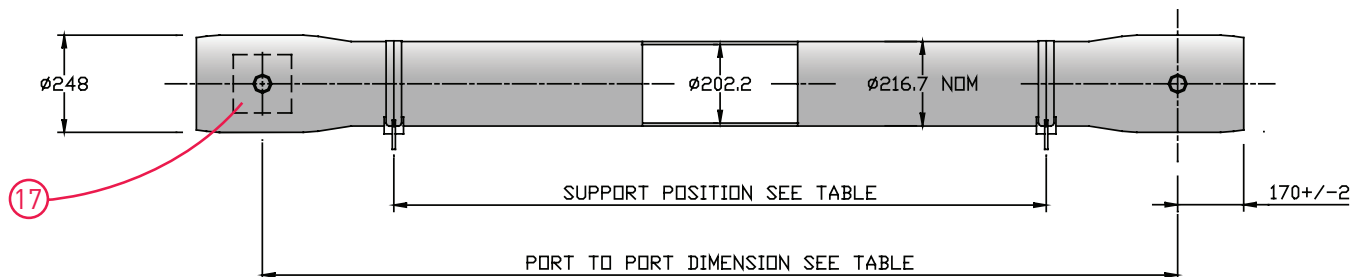 ø248
ø202.2
ø216.7 NOM
17
SUPPORT POSITION SEE TABLE
170+/-2
PORT TO PORT DIMENSION SEE TABLE